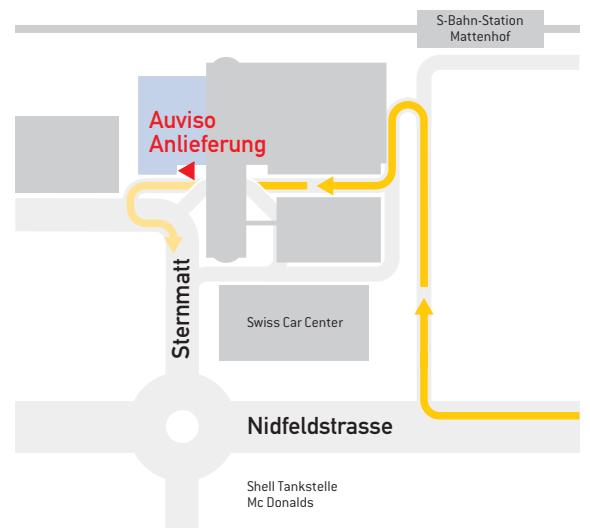 S-Bahn-Station
Mattenhof
Auviso
Anlieferung
Sternmatt
Swiss Car Center
Nidfeldstrasse
Shell Tankstelle
Mc Donalds